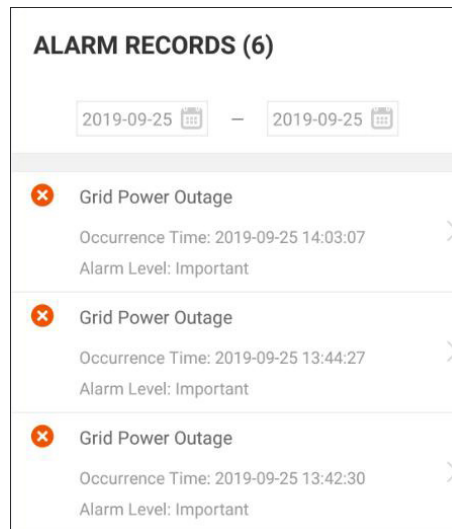 ALARM RECORDS (6)
2019-09-25 – 2019-09-25
Grid Power Outage
Occurrence Time: 2019-09-25 14:03:07
Alarm Level: Important
Grid Power Outage
Occurrence Time: 2019-09-25 13:44:27
Alarm Level: Important
Grid Power Outage
Occurrence Time: 2019-09-25 13:42:30
Alarm Level: Important